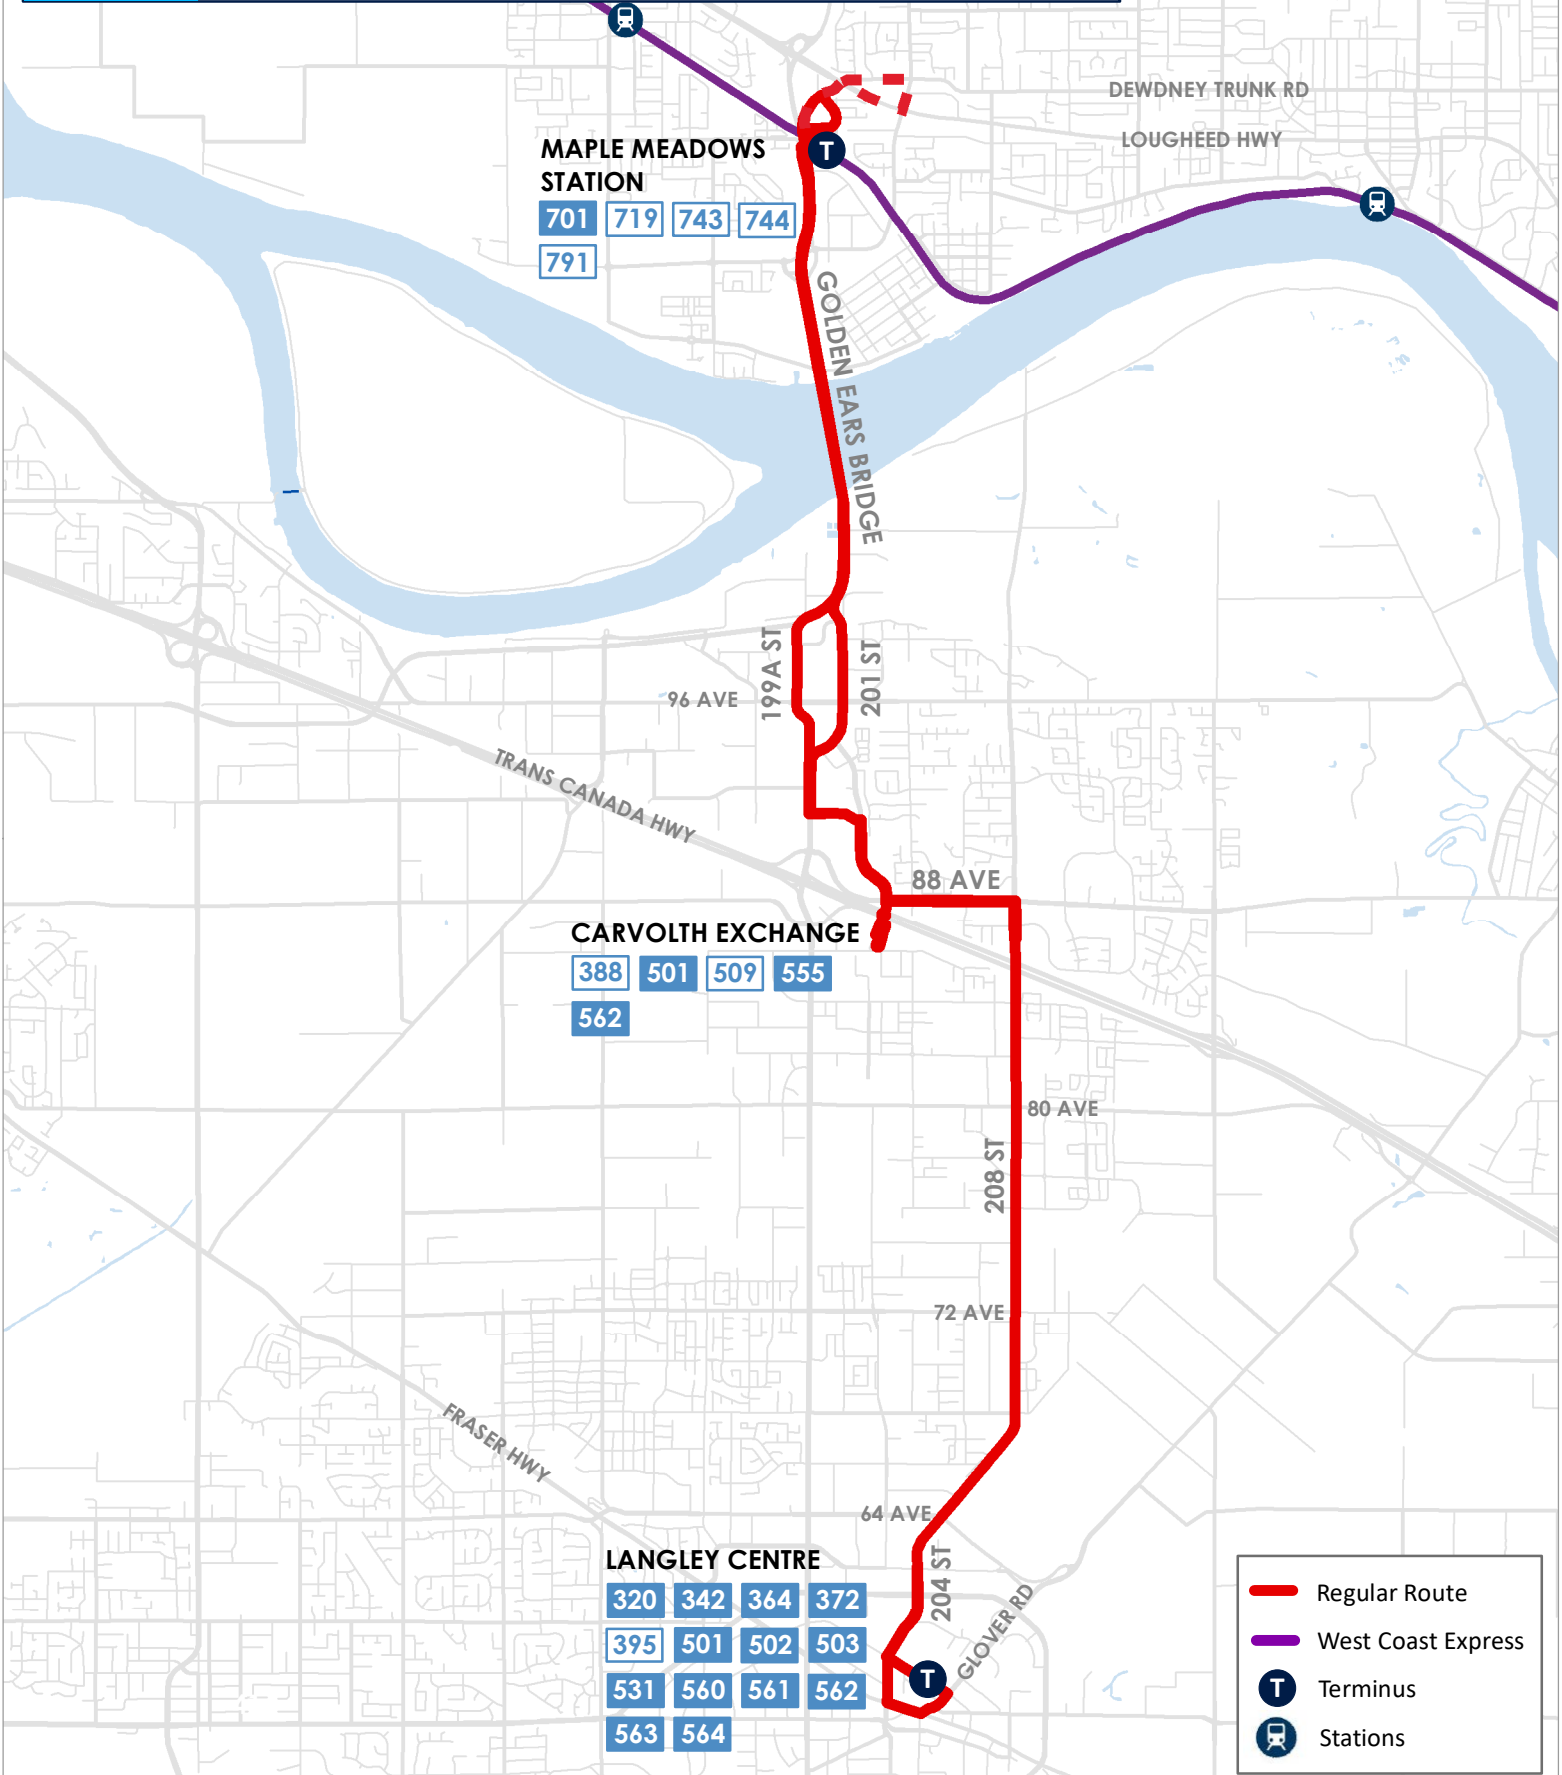 DEWDNEY TRUNK RD
LOUGHEED HWY
T
MAPLE MEADOWS
STATION
701 719 743 744
791
GOLDEN EARS BRIDGE
199A ST
201 ST
96 AVE
TRANS CANADA HWY
88 AVE
CARVOLTH EXCHANGE
388 501 509 555
562
80 AVE
208 ST
72 AVE
FRASER HWY
64 AVE
LANGLEY CENTRE
320 342 364 372
395 501 502 503
531 560 561 562
563 564
204 ST
GLOVER RD
T
Regular Route
West Coast Express
T Terminus
Stations